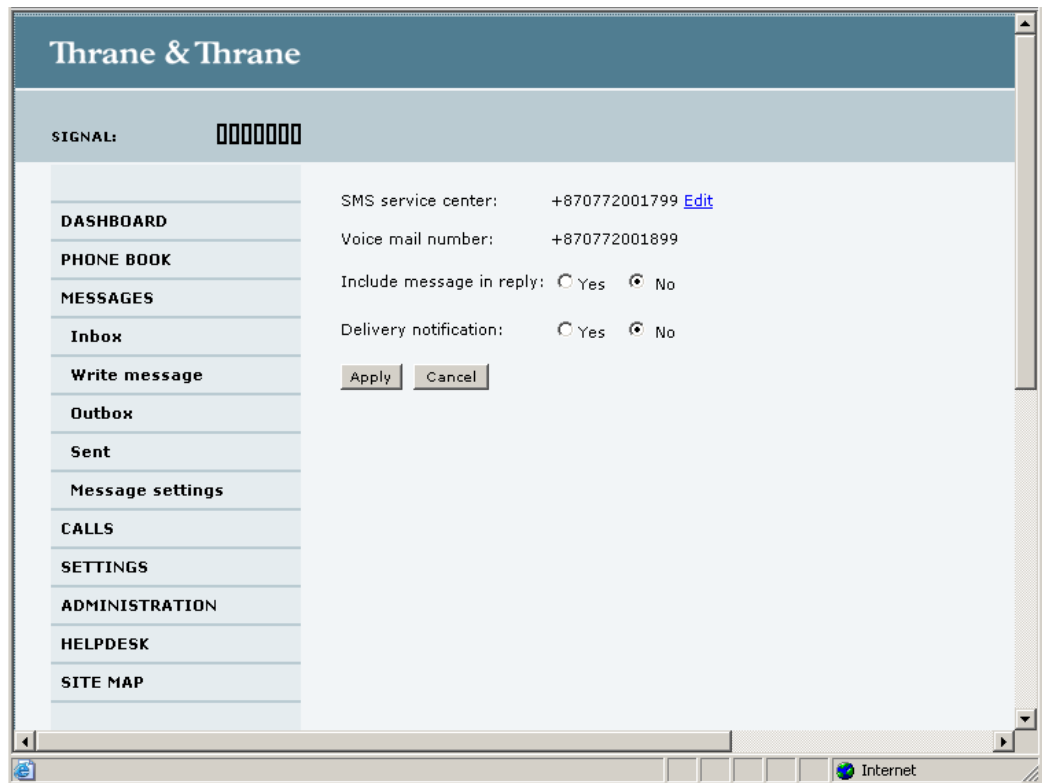 Thrane & Thrane
SIGNAL:
DASHBOARD
PHONE BOOK
MESSAGES
Inbox
Write message
Outbox
Sent
Message settings
CALLS
SETTINGS
ADMINISTRATION
HELPDESK
SITE MAP
SMS service center: +870772001799 Edit
Voice mail number: +870772001899
Include message in reply: Yes No
Delivery notification: Yes No
Apply Cancel
Internet